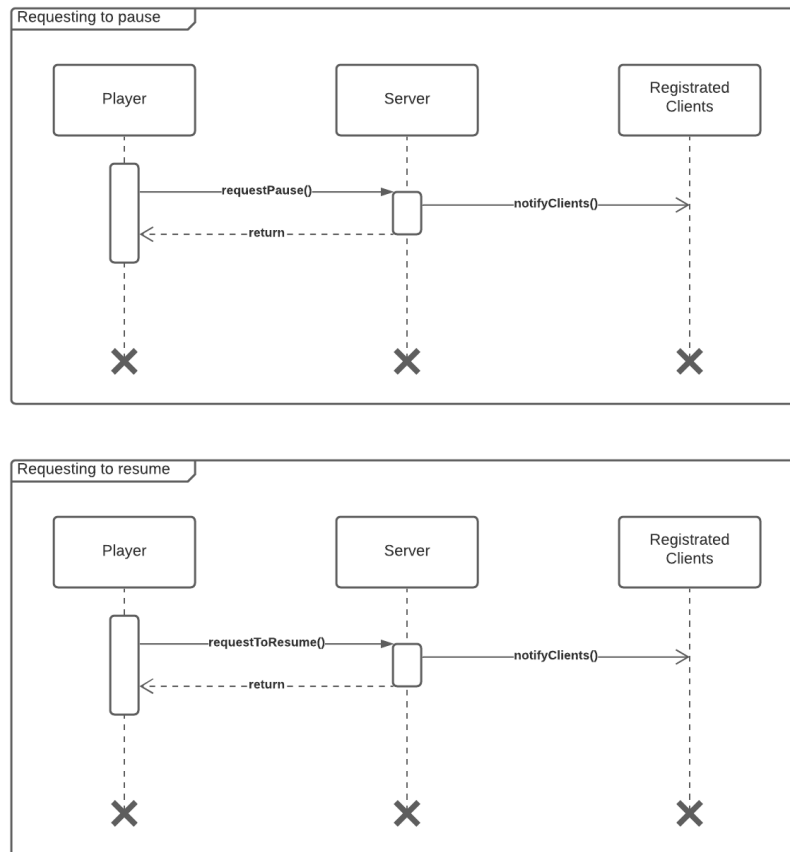 Requesting to pause
Player
Server
Registrated
Clients
requestPause()
notifyClients()
return
Requesting to resume
Player
Server
Registrated
Clients
requestToResume()
notifyClients()
return